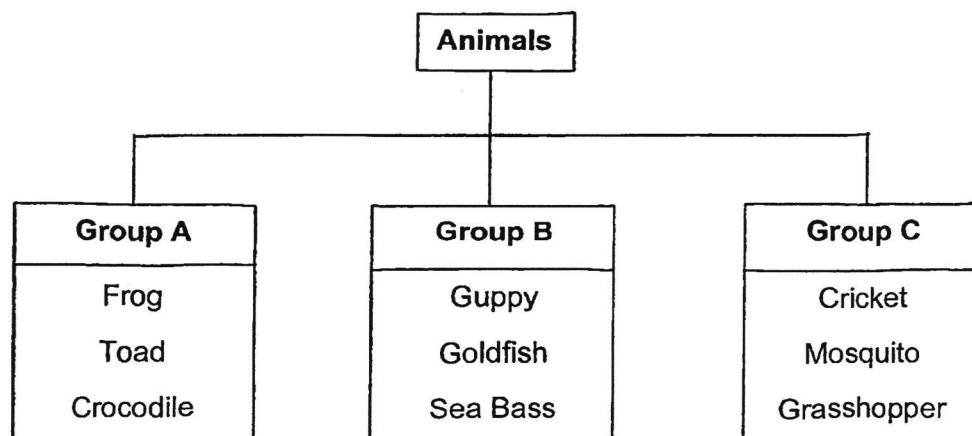 Animals
Group A
Group B
Group C
Frog
Guppy
Cricket
Toad
Goldfish
Mosquito
Crocodile
Sea Bass
Grasshopper